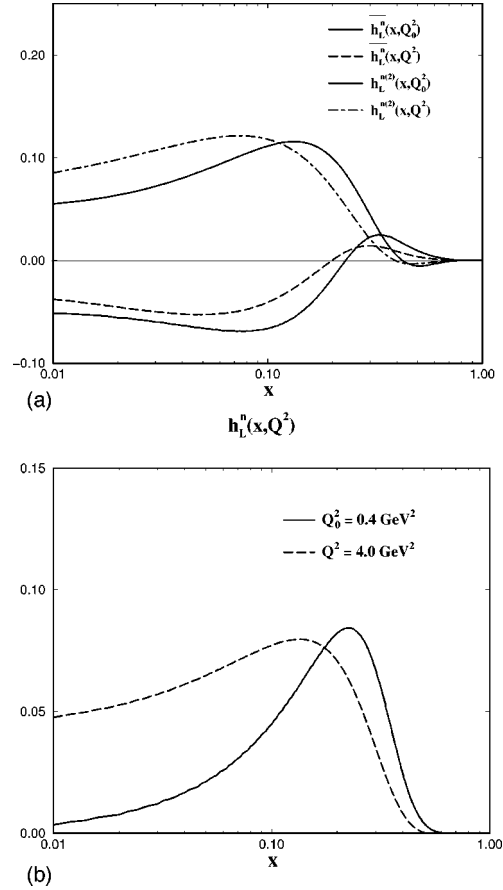 0.20
0.10
0.00
−0.10
h̅_L^n(x,Q_0^2)
h̅_L^n(x,Q^2)
h_L^{n(2)}(x,Q_0^2)
h_L^{n(2)}(x,Q^2)
0.01 0.10 1.00
x
(a)
h_L^n(x,Q^2)
0.15
0.10
0.05
0.00
Q_0^2 = 0.4 GeV^2
Q^2 = 4.0 GeV^2
0.01 0.10 1.00
x
(b)